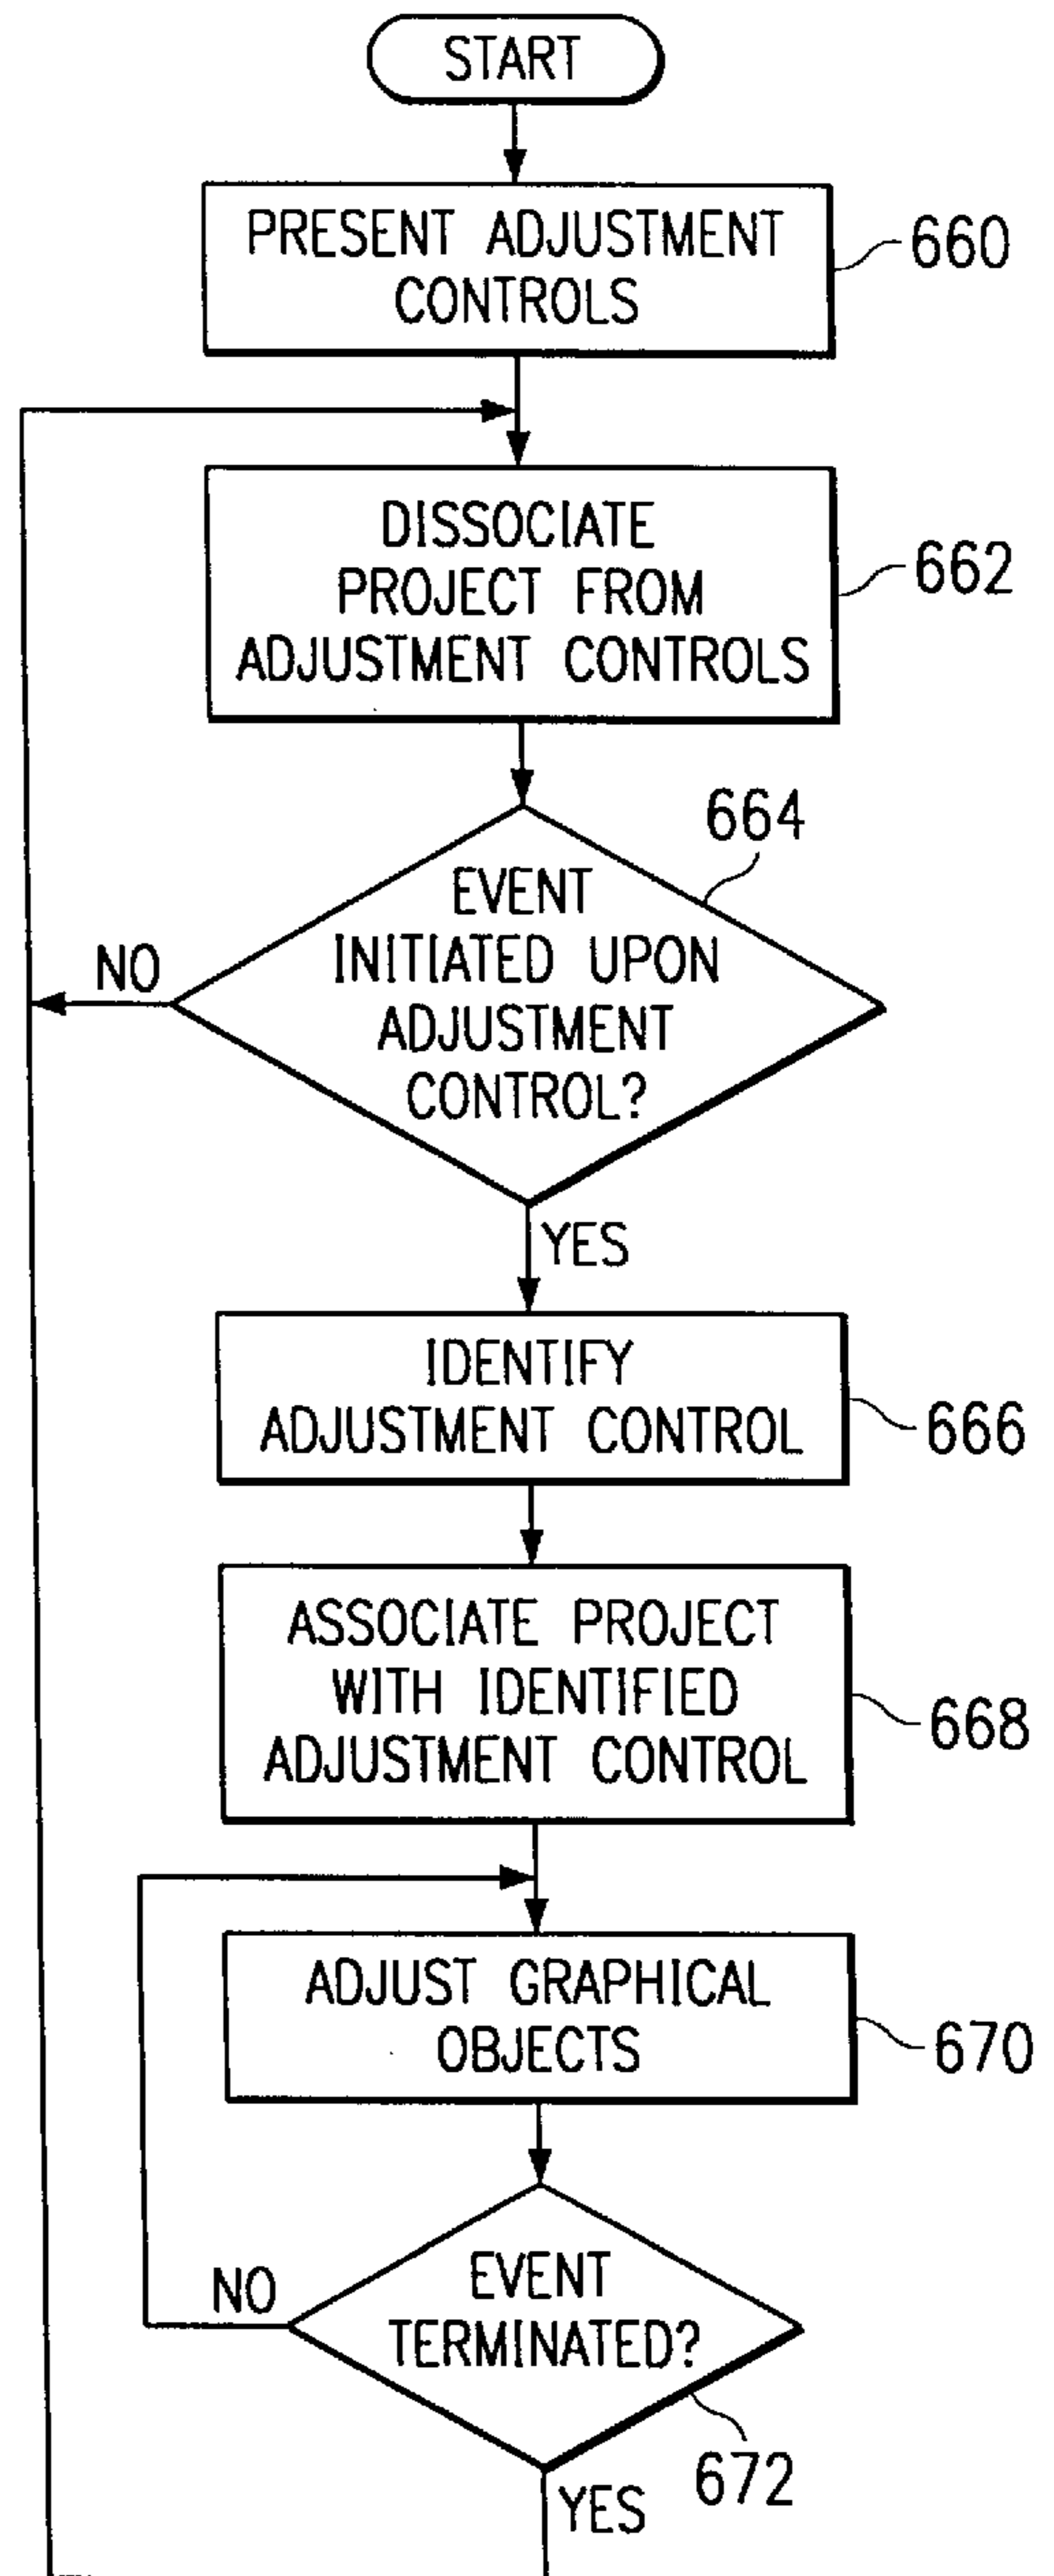 START
PRESENT ADJUSTMENT
CONTROLS
660
DISSOCIATE
PROJECT FROM
ADJUSTMENT CONTROLS
662
664
EVENT
INITIATED UPON
ADJUSTMENT
CONTROL?
NO
YES
IDENTIFY
ADJUSTMENT CONTROL
666
ASSOCIATE PROJECT
WITH IDENTIFIED
ADJUSTMENT CONTROL
668
ADJUST GRAPHICAL
OBJECTS
670
EVENT
TERMINATED?
NO
672
YES